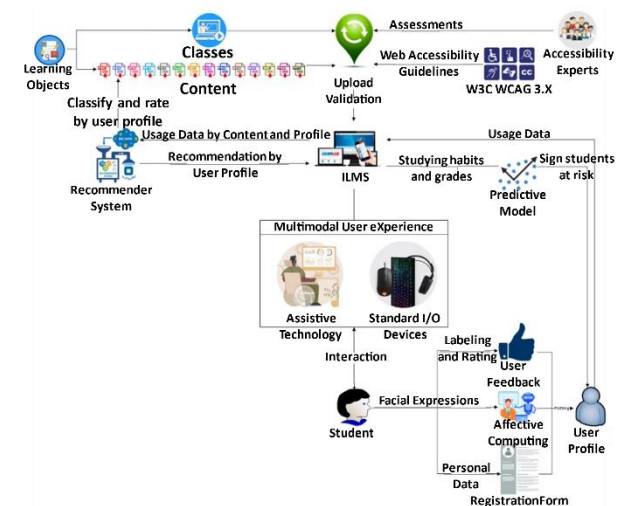 Learning
Objects
Classes
Content
Upload
Validation
Assessments
Web Accessibility
Guidelines
W3C WCAG 3.X
CC
Accessibility
Experts
Classify and rate
by user profile
Usage Data by Content and Profile
Usage Data
Recommender
System
Recommendation by
User Profile
ILMS
Studying habits
and grades
Predictive
Model
Sign students
at risk
Multimodal User eXperience
Assistive
Technology
Standard I/O
Devices
Interaction
Labeling
and Rating
User
Feedback
Student
Facial Expressions
Affective
Computing
User
Profile
Personal
Data
RegistrationForm